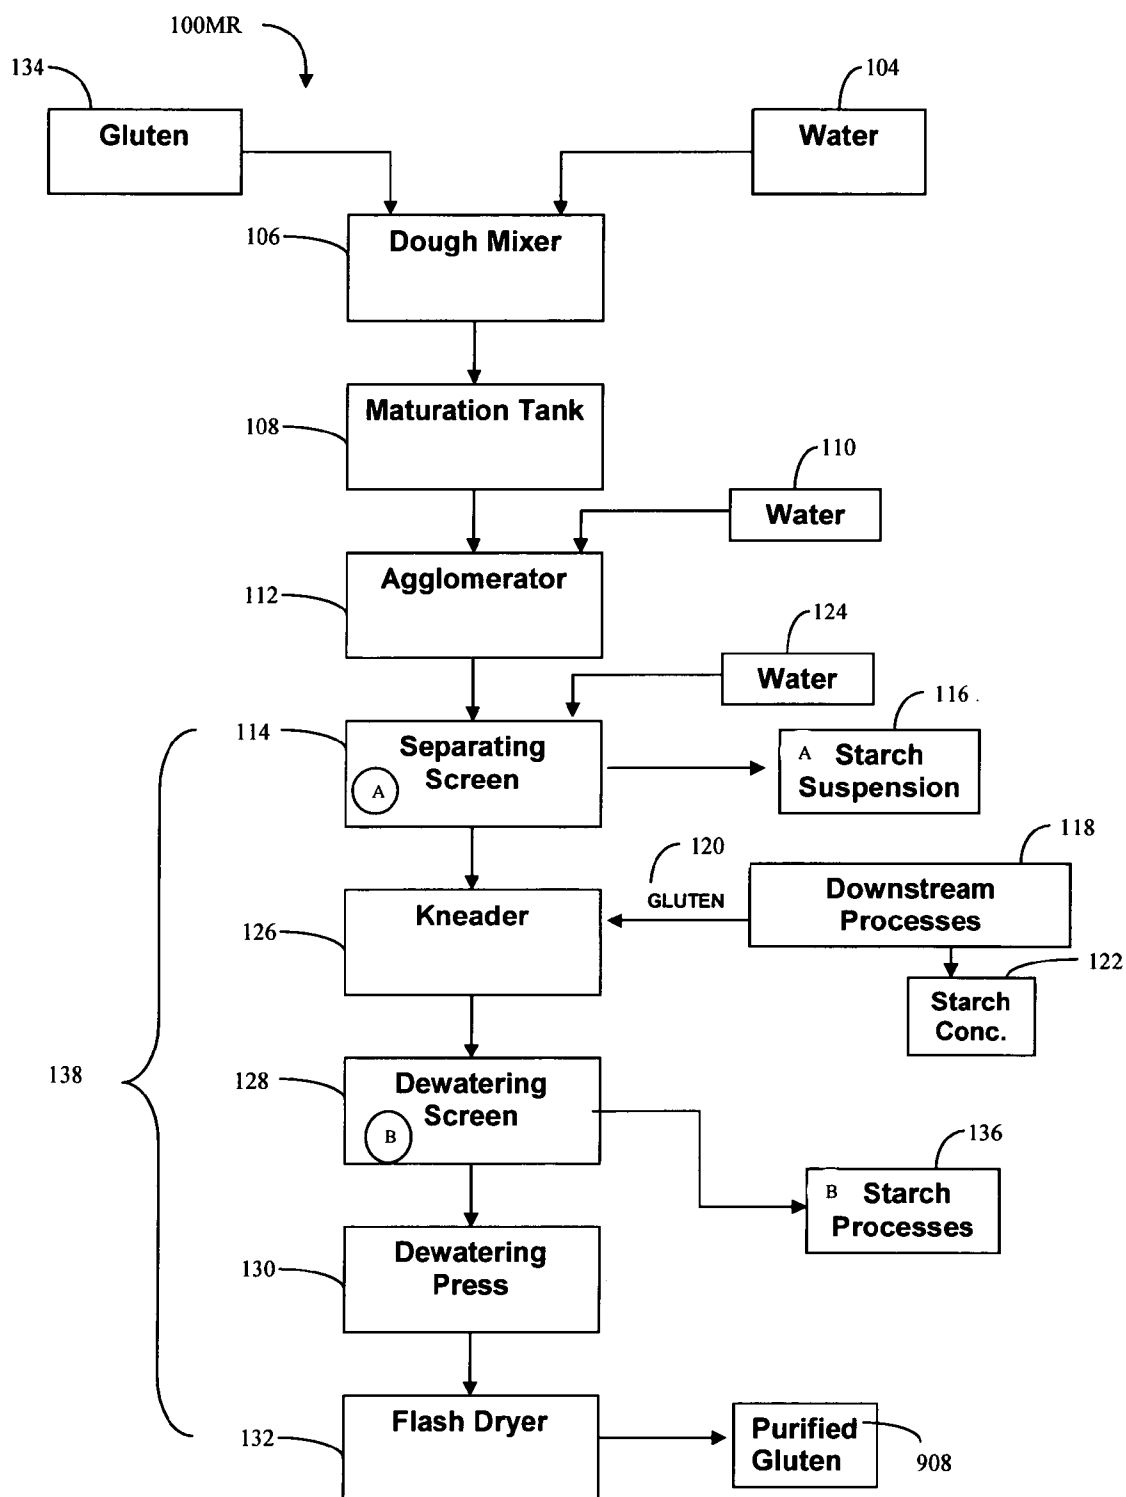 100MR
134
104
Gluten
Water
106
Dough Mixer
108
Maturation Tank
110
Water
112
Agglomerator
124
Water
116
114
Separating
Screen
A
A Starch
Suspension
118
120
GLUTEN
Downstream
Processes
126
Kneader
122
Starch
Conc.
138
128
Dewatering
Screen
B
136
B Starch
Processes
130
Dewatering
Press
132
Flash Dryer
Purified
Gluten
908